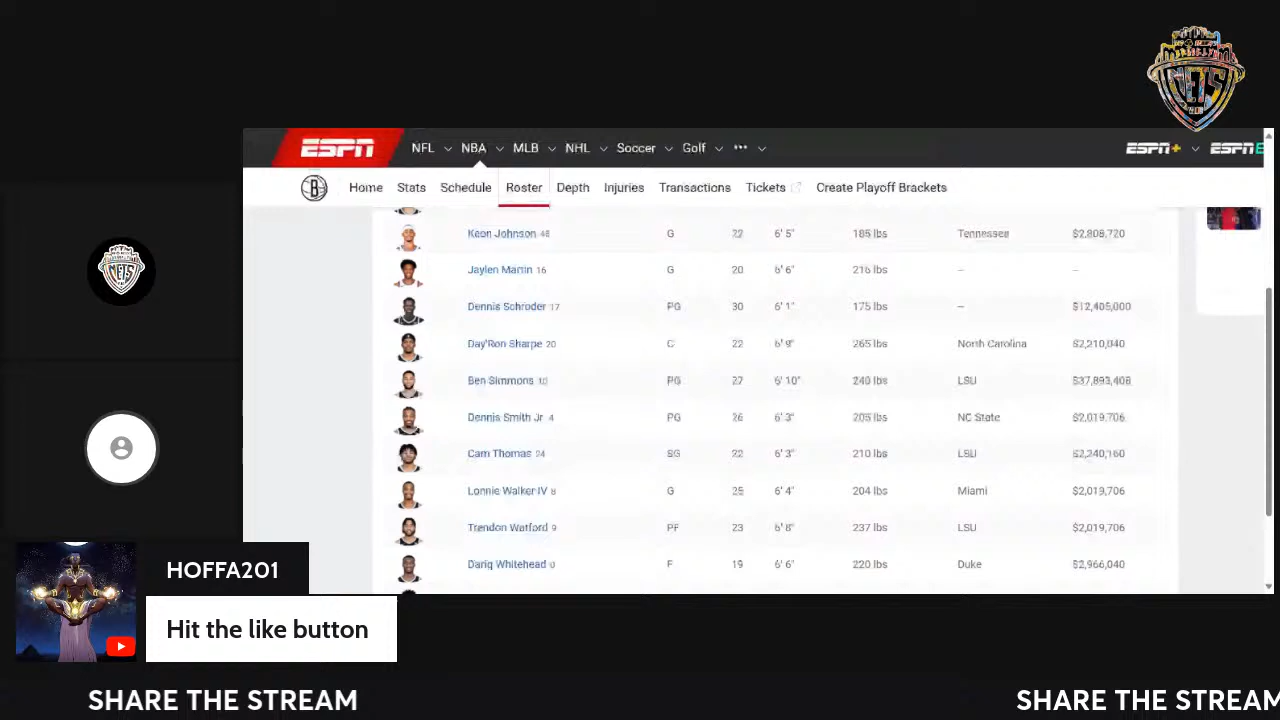 NETS
ESPN NFL NBA MLB NHL Soccer Golf ••• ESPN+
B Home Stats Schedule Roster Depth Injuries Transactions Tickets Create Playoff Brackets
Keon Johnson 45 G 22 6' 5" 185 lbs Tennessee $2,808,720
Jaylen Martin 16 G 20 6' 6" 216 lbs -- --
Dennis Schroder 17 PG 30 6' 1" 175 lbs -- $12,405,000
Day'Ron Sharpe 20 C 22 6' 9" 265 lbs North Carolina $2,210,040
Ben Simmons 10 PG 27 6' 10" 240 lbs LSU $37,893,408
Dennis Smith Jr. 4 PG 26 6' 3" 205 lbs NC State $2,019,706
Cam Thomas 24 SG 22 6' 3" 210 lbs LSU $2,240,160
Lonnie Walker IV 8 G 25 6' 4" 204 lbs Miami $2,019,706
Trendon Watford 9 PF 23 6' 8" 237 lbs LSU $2,019,706
Dariq Whitehead 0 F 19 6' 6" 220 lbs Duke $2,966,040
HOFFA201
Hit the like button
SHARE THE STREAM SHARE THE STREAM